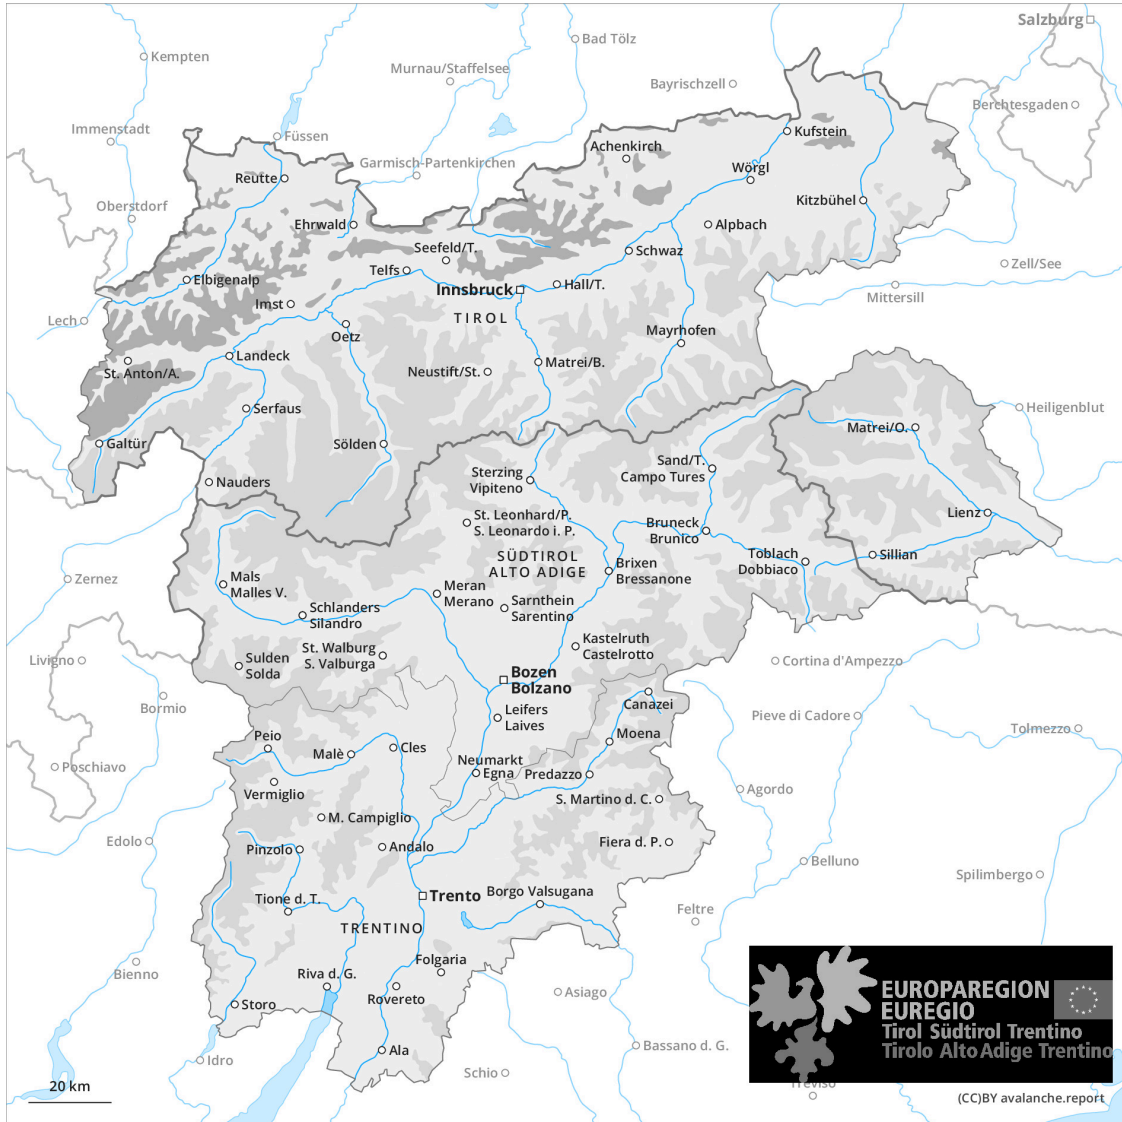 Salzburg
Bad Tölz
Kempten
Murnau/Staffelsee
Bayrischzell
Berchtesgaden
Immenstadt
Füssen
Kufstein
Achenkirch
Garmisch-Partenkirchen
Wörgl
Reutte
Kitzbühel
Oberstdorf
Ehrwald
Alpbach
Seefeld/T.
Schwaz
Zell/See
Telfs
Elbigenalp
Innsbruck
Hall/T.
Mittersill
Imst
TIROL
Lech
Oetz
Mayrhofen
Landeck
Matrei/B.
St. Anton/A.
Neustift/St.
Serfaus
Heiligenblut
Matrei/O.
Galtür
Sölden
Sand/T.
Campo Tures
Sterzing
Vipiteno
Nauders
St. Leonhard/P.
S. Leonardo i. P.
Lienz
Bruneck
Brunico
SÜDTIROL
ALTO ADIGE
Toblach
Dobbiaco
Sillian
Brixen
Bressanone
Zernez
Mals
Malles V.
Meran
Merano
Sarnthein
Sarentino
Schlanders
Silandro
Kastelruth
Castelrotto
St. Walburg
S. Valburga
Livigno
Sulden
Solda
Cortina d'Ampezzo
Bozen
Bolzano
Bormio
Canazei
Leifers
Laives
Pieve di Cadore
Tolmezzo
Peio
Moena
Malè
Cles
Neumarkt
Egna
Predazzo
Poschiavo
Vermiglio
Agordo
S. Martino d. C.
M. Campiglio
Edolo
Pinzolo
Andalo
Fiera d. P.
Belluno
Spilimbergo
Tione d. T.
Trento
Borgo Valsugana
Feltre
TRENTINO
Bienno
Riva d. G.
Folgaria
Rovereto
Asiago
Storo
EUROPAREGION
EUREGIO
Tirol Südtirol Trentino
Tirolo Alto Adige Trentino
Ala
Bassano d. G.
Idro
Schio
Treviso
20 km
(CC)BY avalanche.report